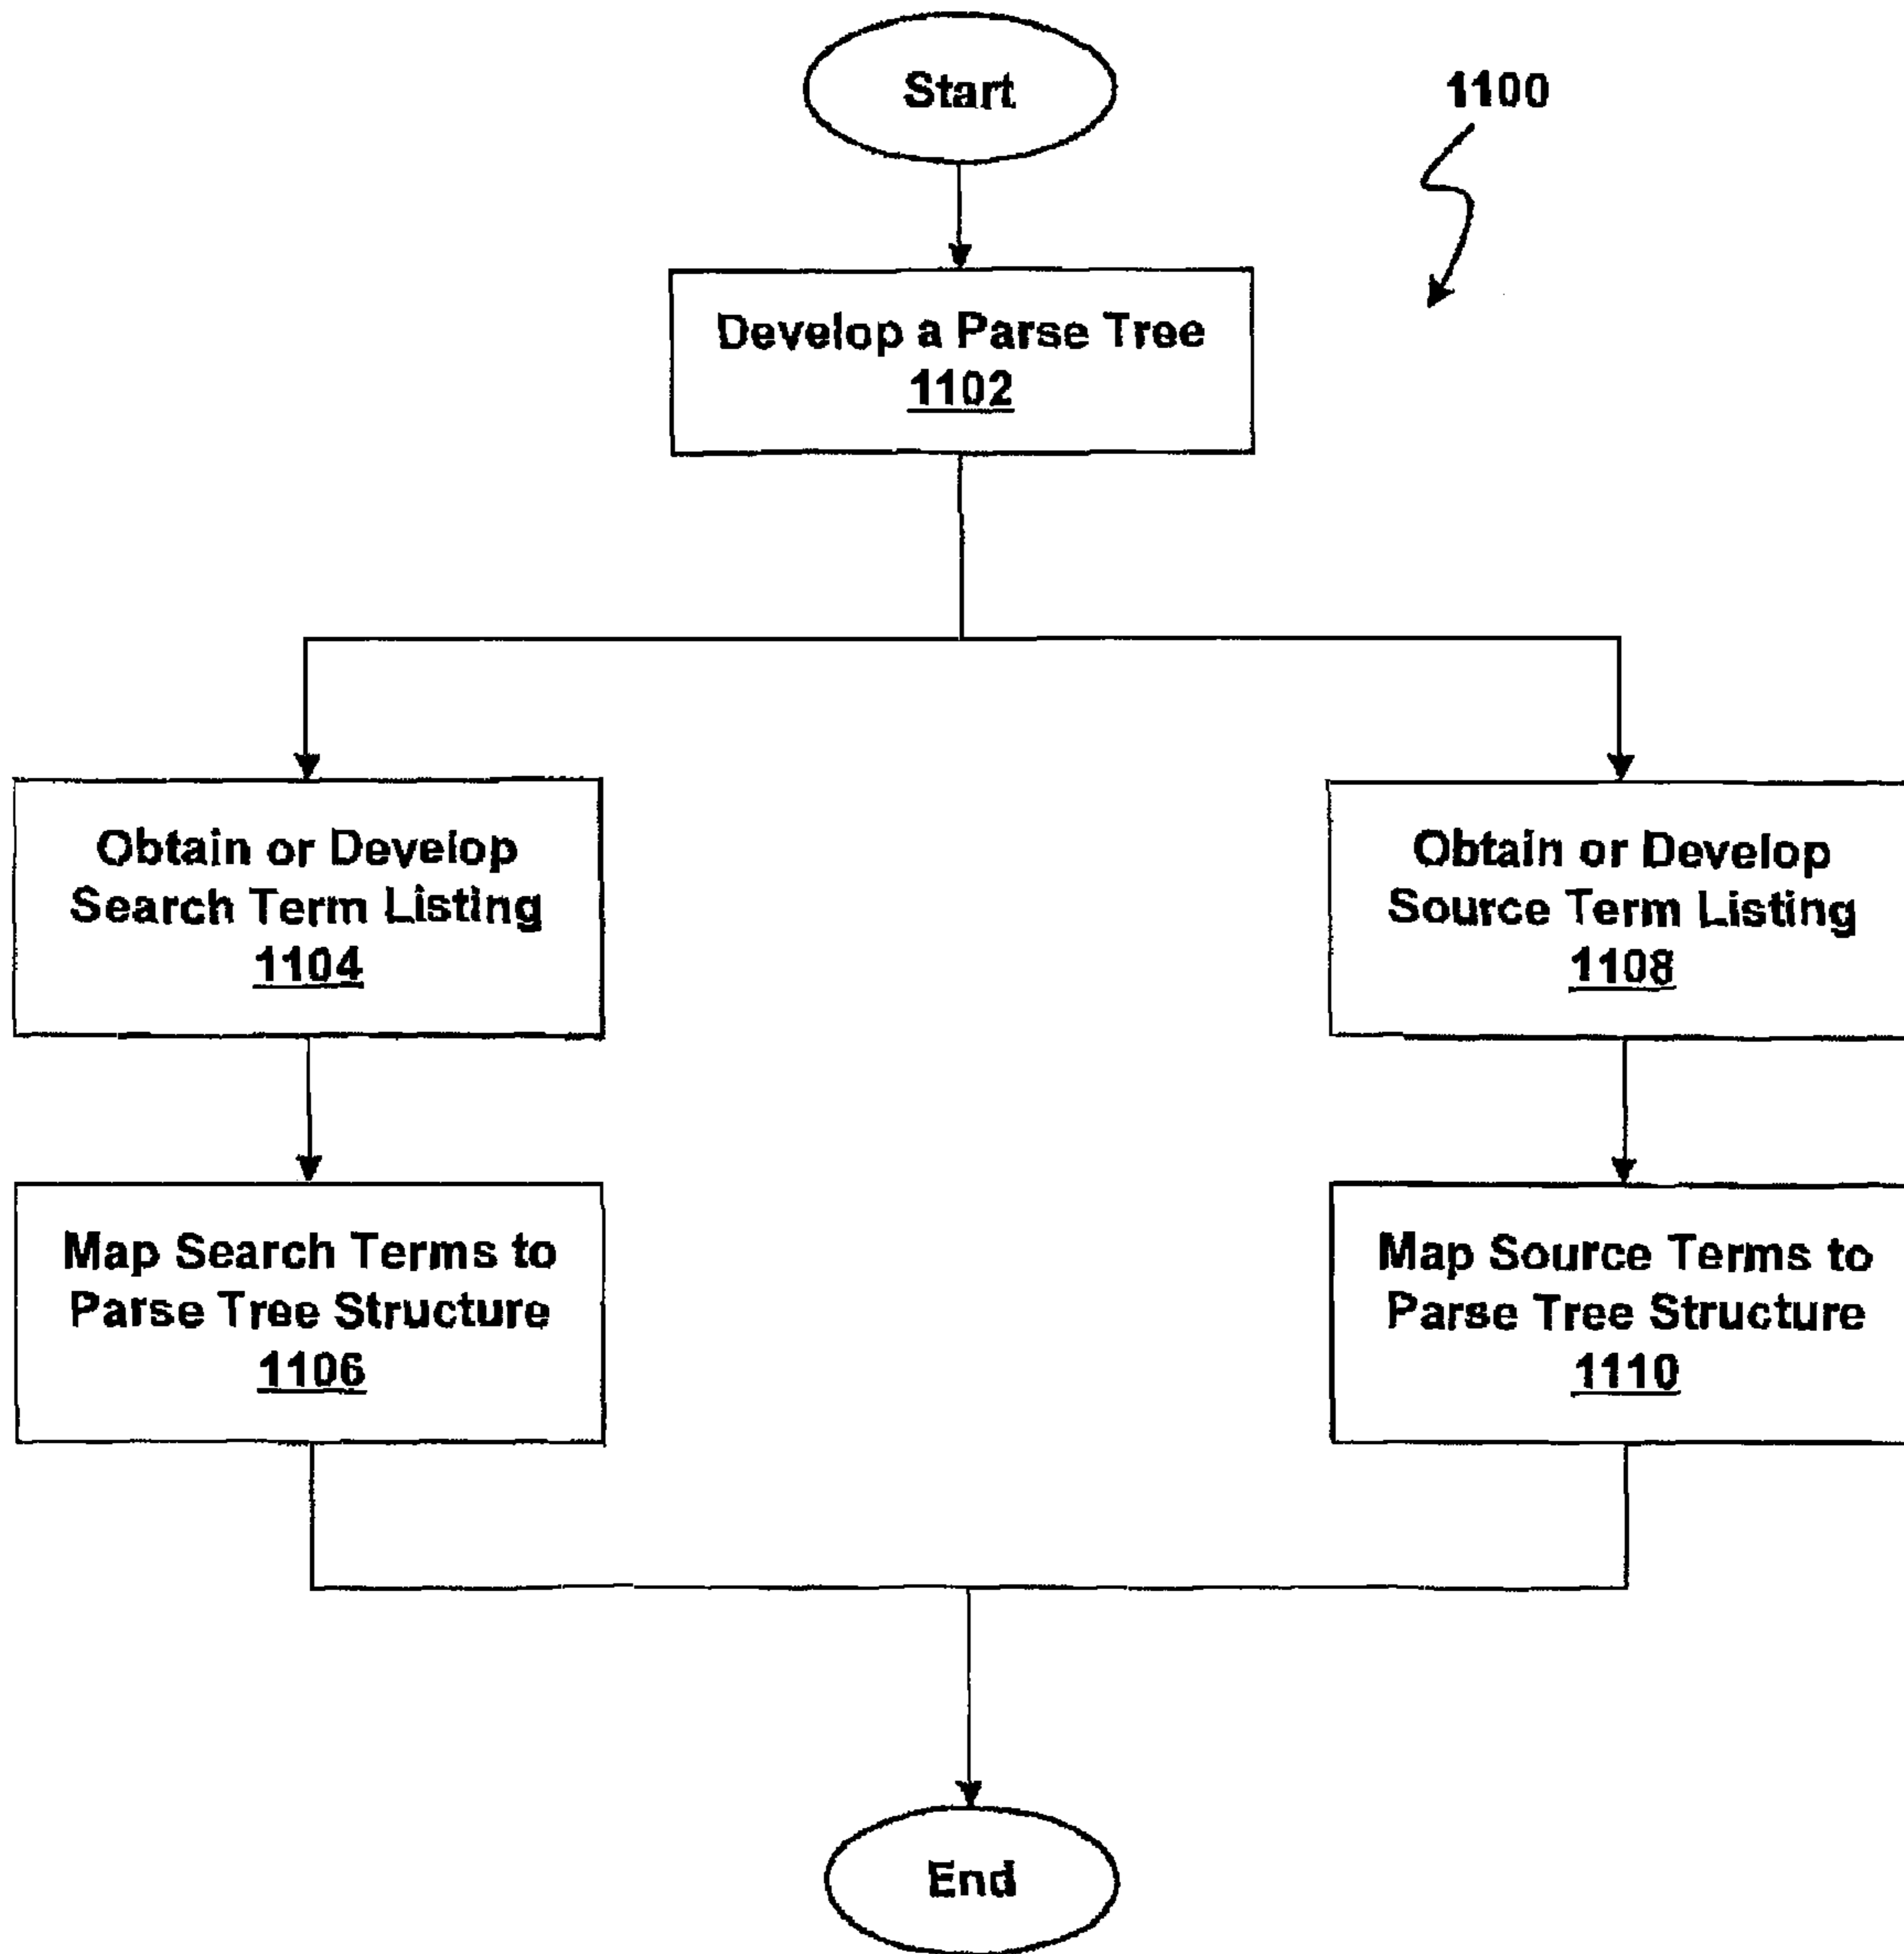 Start
1100
Develop a Parse Tree
1102
Obtain or Develop
Search Term Listing
1104
Obtain or Develop
Source Term Listing
1108
Map Search Terms to
Parse Tree Structure
1106
Map Source Terms to
Parse Tree Structure
1110
End